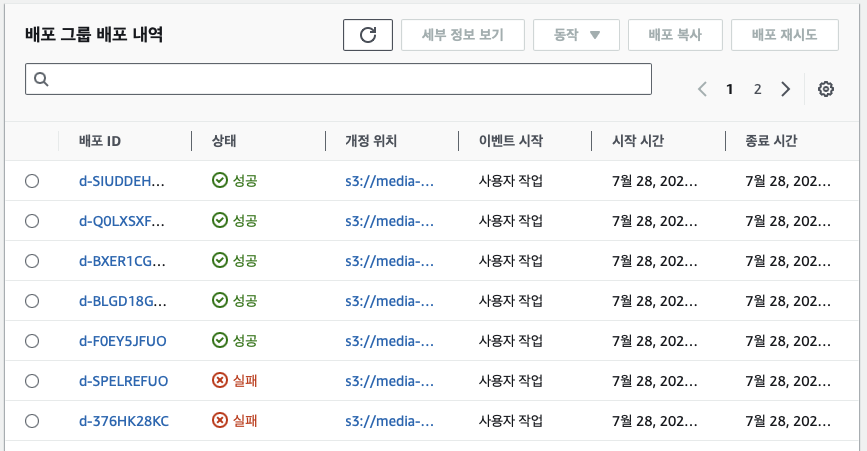 배포 그룹 배포 내역
세부 정보 보기 동작 배포 복사 배포 재시도
1 2
배포 ID 상태 개정 위치 이벤트 시작 시작 시간 종료 시간
d-SIUDDEH... 성공 s3://media-... 사용자 작업 7월 28, 202... 7월 28, 202...
d-Q0LXSXF... 성공 s3://media-... 사용자 작업 7월 28, 202... 7월 28, 202...
d-BXER1CG... 성공 s3://media-... 사용자 작업 7월 28, 202... 7월 28, 202...
d-BLGD18G... 성공 s3://media-... 사용자 작업 7월 28, 202... 7월 28, 202...
d-F0EY5JFUO 성공 s3://media-... 사용자 작업 7월 28, 202... 7월 28, 202...
d-SPELREFUO 실패 s3://media-... 사용자 작업 7월 28, 202... 7월 28, 202...
d-376HK28KC 실패 s3://media-... 사용자 작업 7월 28, 202... 7월 28, 202...